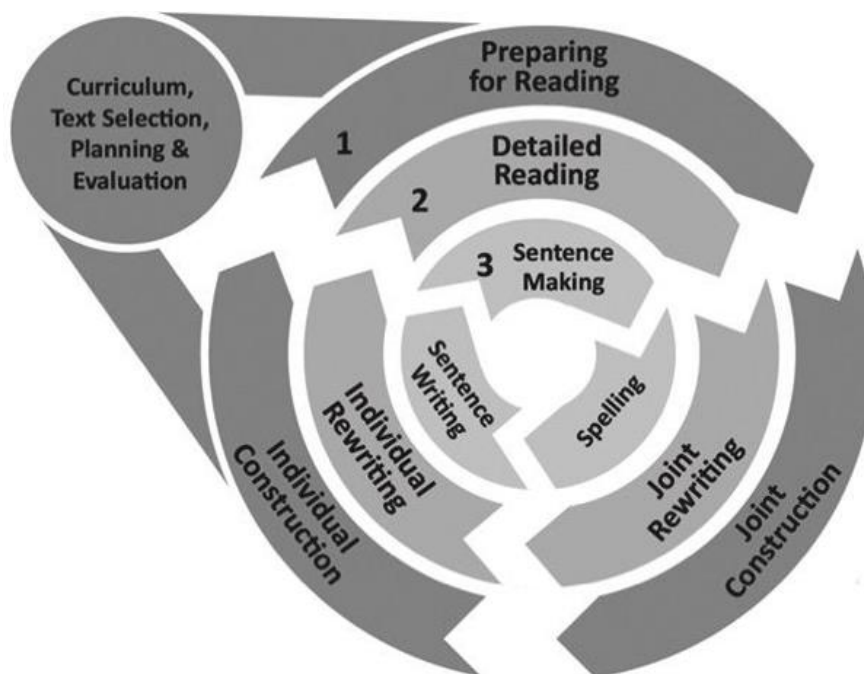 Curriculum,
Text Selection,
Planning &
Evaluation
1
Preparing
for Reading
2
Detailed
Reading
3
Sentence
Making
Spelling
Sentence
Writing
Joint
Rewriting
Individual
Rewriting
Joint
Construction
Individual
Construction